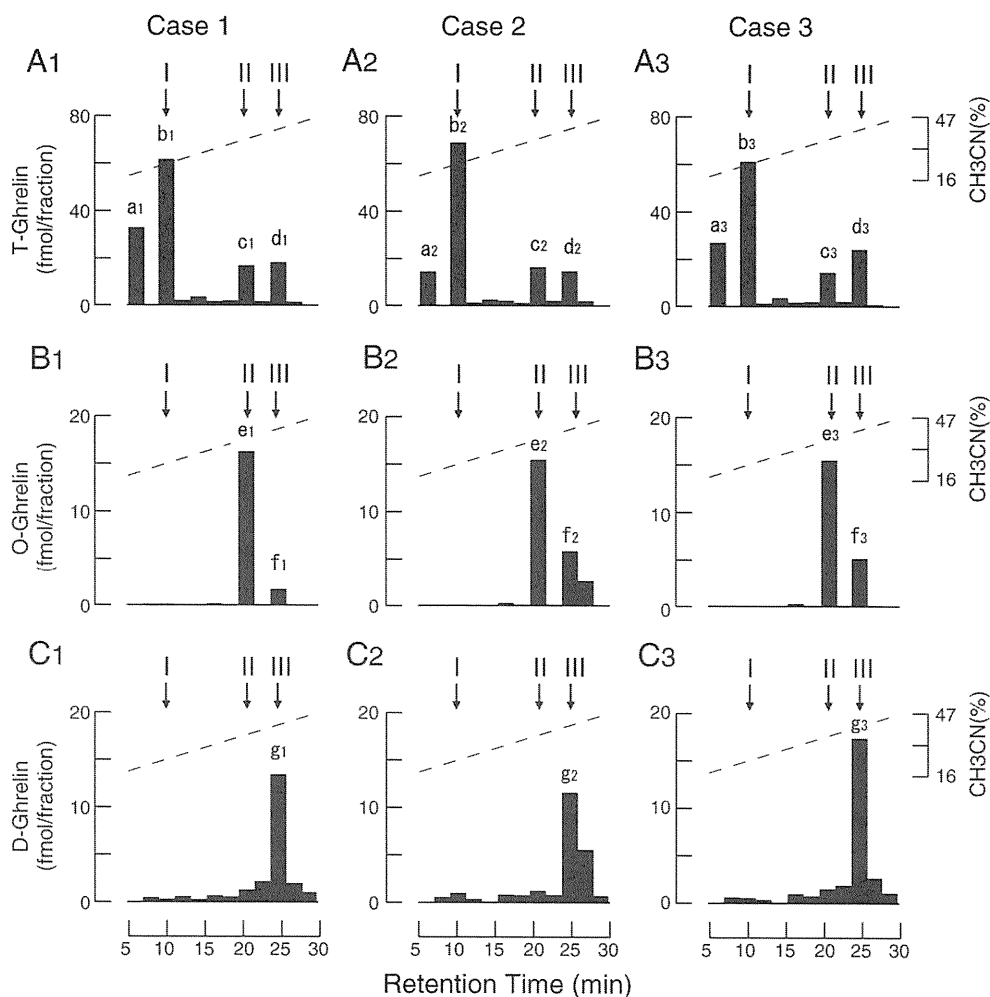 Case 1 Case 2 Case 3
A1 A2 A3
I II III I II III I II III
80 80 80 47
b1 b2 b3
16
CH3CN(%)
T-Ghrelin
(fmol/fraction)
40 40 40
a1 c1 d1 a2 c2 d2 a3 c3 d3
0 0 0
B1 B2 B3
I II III I II III I II III
20 20 20 47
e1 e2 e3
16
CH3CN(%)
O-Ghrelin
(fmol/fraction)
10 10 10
f1 f2 f3
0 0 0
C1 C2 C3
I II III I II III I II III
20 20 20 47
g1 g2 g3
16
CH3CN(%)
D-Ghrelin
(fmol/fraction)
10 10 10
0 0 0
5 10 15 20 25 30 5 10 15 20 25 30 5 10 15 20 25 30
Retention Time (min)